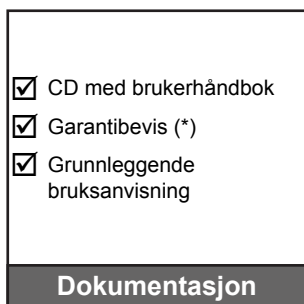 CD med brukerhåndbok
Garantibevis (*)
Grunnleggende
bruksanvisning
Dokumentasjon